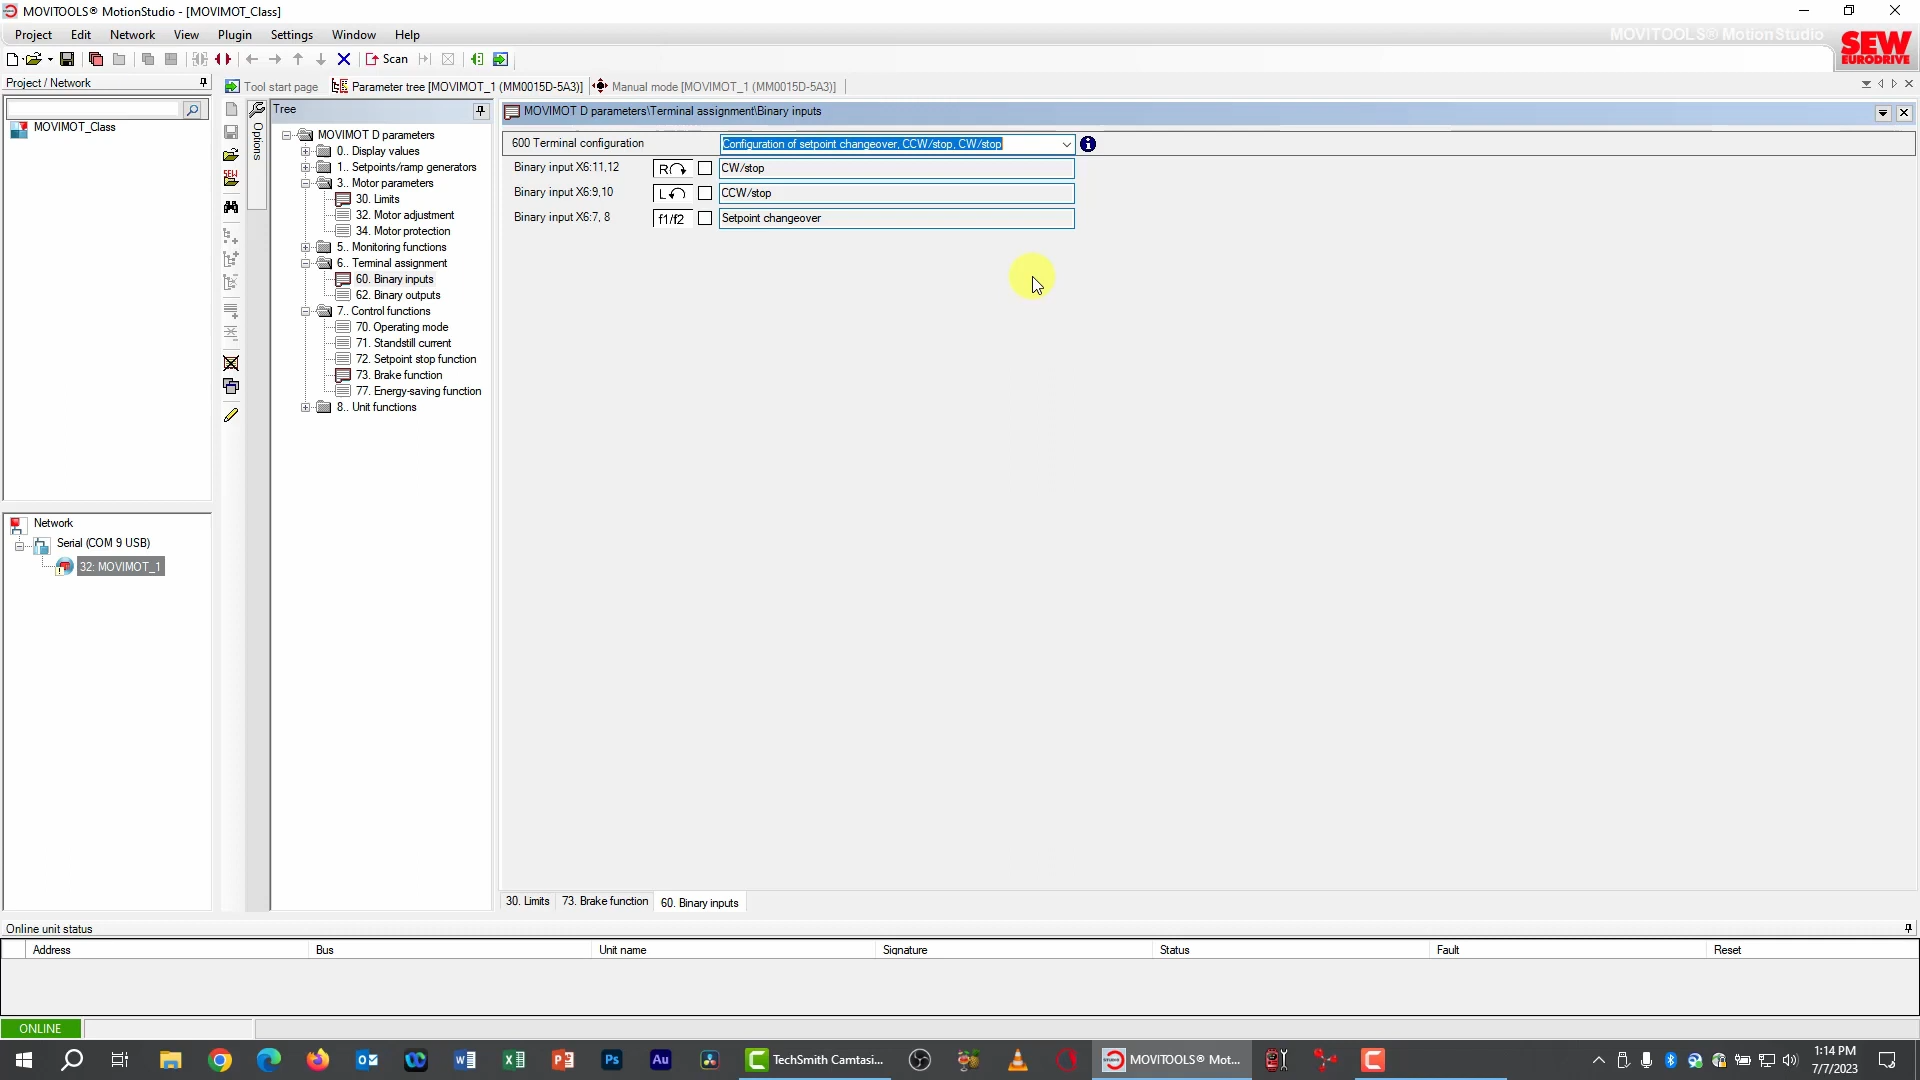 MOVITOOLS® MotionStudio - [MOVIMOT_Class]
Project Edit Network View Plugin Settings Window Help
MOVITOOLS® MotionStudio
SEW
EURODRIVE
Scan
Project / Network
MOVIMOT_Class
Network
Serial (COM 9 USB)
32: MOVIMOT_1
Tool start page
Parameter tree [MOVIMOT_1 (MM0015D-5A3)]
Manual mode [MOVIMOT_1 (MM0015D-5A3)]
SEW
Options
Tree
MOVIMOT D parameters
0.. Display values
1.. Setpoints/ramp generators
3.. Motor parameters
30. Limits
32. Motor adjustment
34. Motor protection
5.. Monitoring functions
6.. Terminal assignment
60. Binary inputs
62. Binary outputs
7.. Control functions
70. Operating mode
71. Standstill current
72. Setpoint stop function
73. Brake function
77. Energy-saving function
8.. Unit functions
MOVIMOT D parameters\Terminal assignment\Binary inputs
600 Terminal configuration Configuration of setpoint changeover, CCW/stop, CW/stop
Binary input X6:11,12 R CW/stop
Binary input X6:9,10 L CCW/stop
Binary input X6:7, 8 f1/f2 Setpoint changeover
30. Limits 73. Brake function 60. Binary inputs
Online unit status
Address Bus Unit name Signature Status Fault Reset
ONLINE
TechSmith Camtasi...
MOVITOOLS® Mot...
1:14 PM
7/7/2023